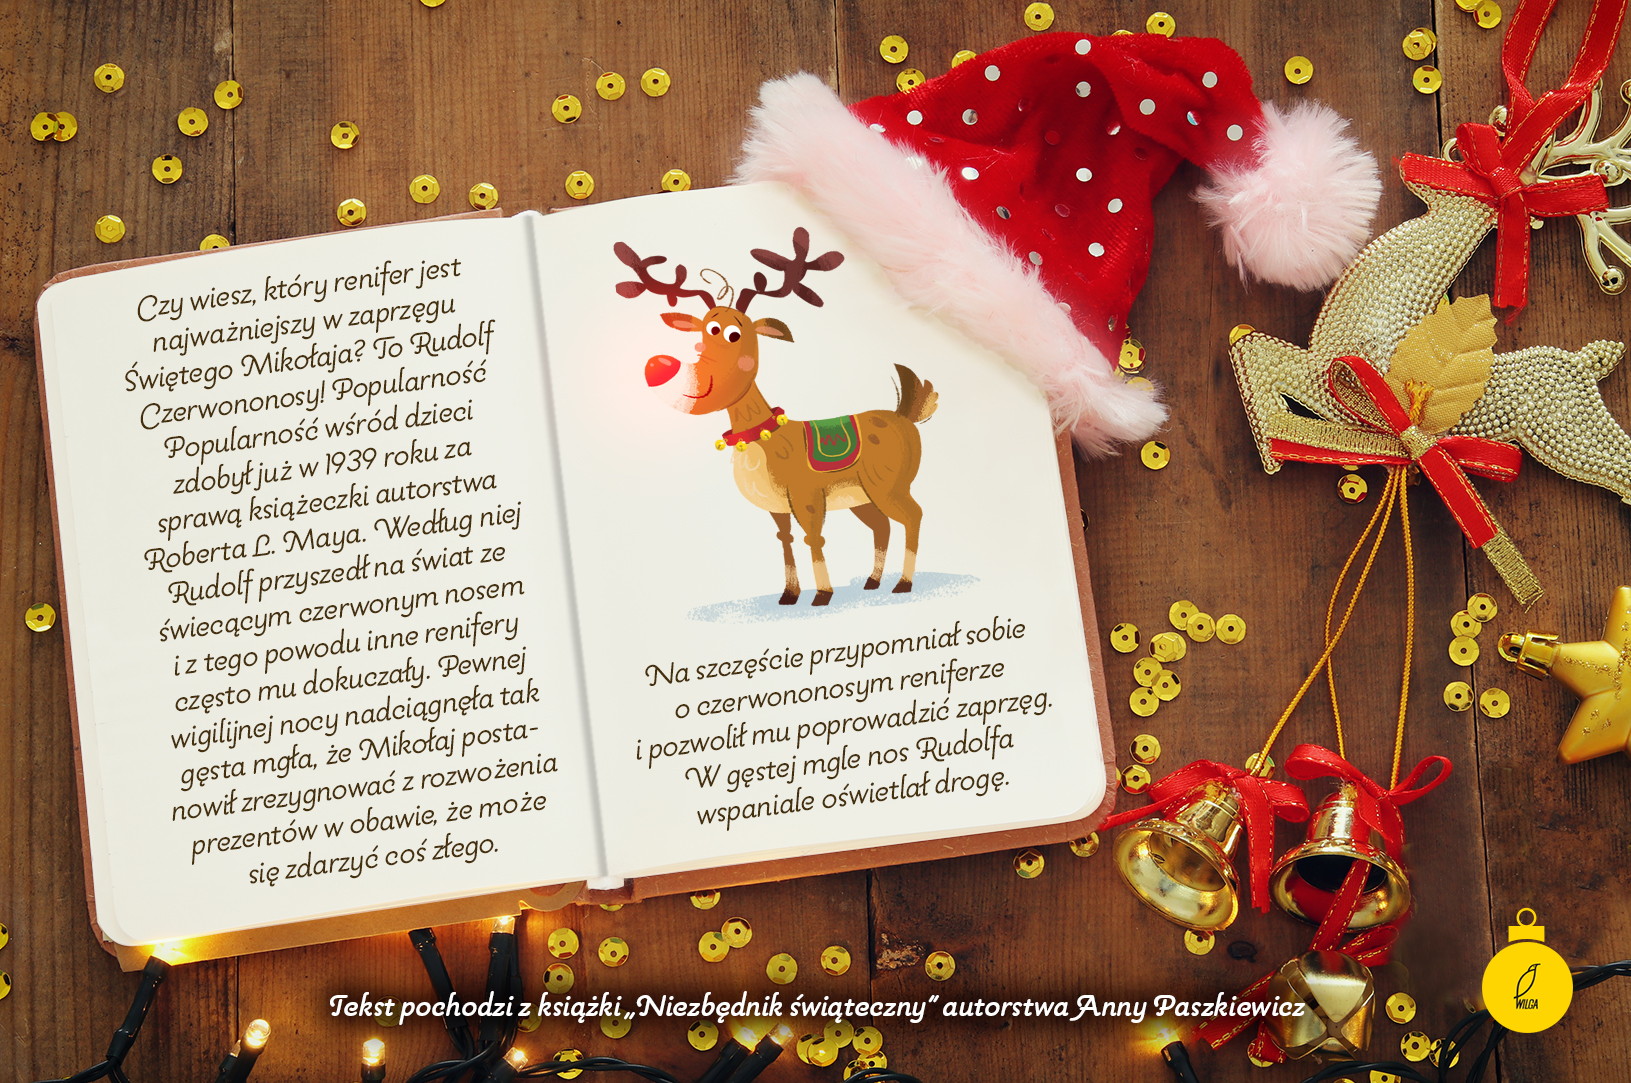 Czy wiesz, który renifer jest
najważniejszy w zaprzęgu
Świętego Mikołaja? To Rudolf
Czerwononosy! Popularność
Popularność wśród dzieci
zdobył już w 1939 roku za
sprawą książeczki autorstwa
Roberta L. Maya. Według niej
Rudolf przyszedł na świat ze
świecącym czerwonym nosem
i z tego powodu inne renifery
często mu dokuczały. Pewnej
wigilijnej nocy nadciągnęła tak
gęsta mgła, że Mikołaj posta-
nowił zrezygnować z rozwożenia
prezentów w obawie, że może
się zdarzyć coś złego.
Na szczęście przypomniał sobie
o czerwononosym reniferze
i pozwolił mu poprowadzić zaprzęg.
W gęstej mgle nos Rudolfa
wspaniale oświetlał drogę.
Tekst pochodzi z książki „Niezbędnik świąteczny” autorstwa Anny Paszkiewicz
WILGA